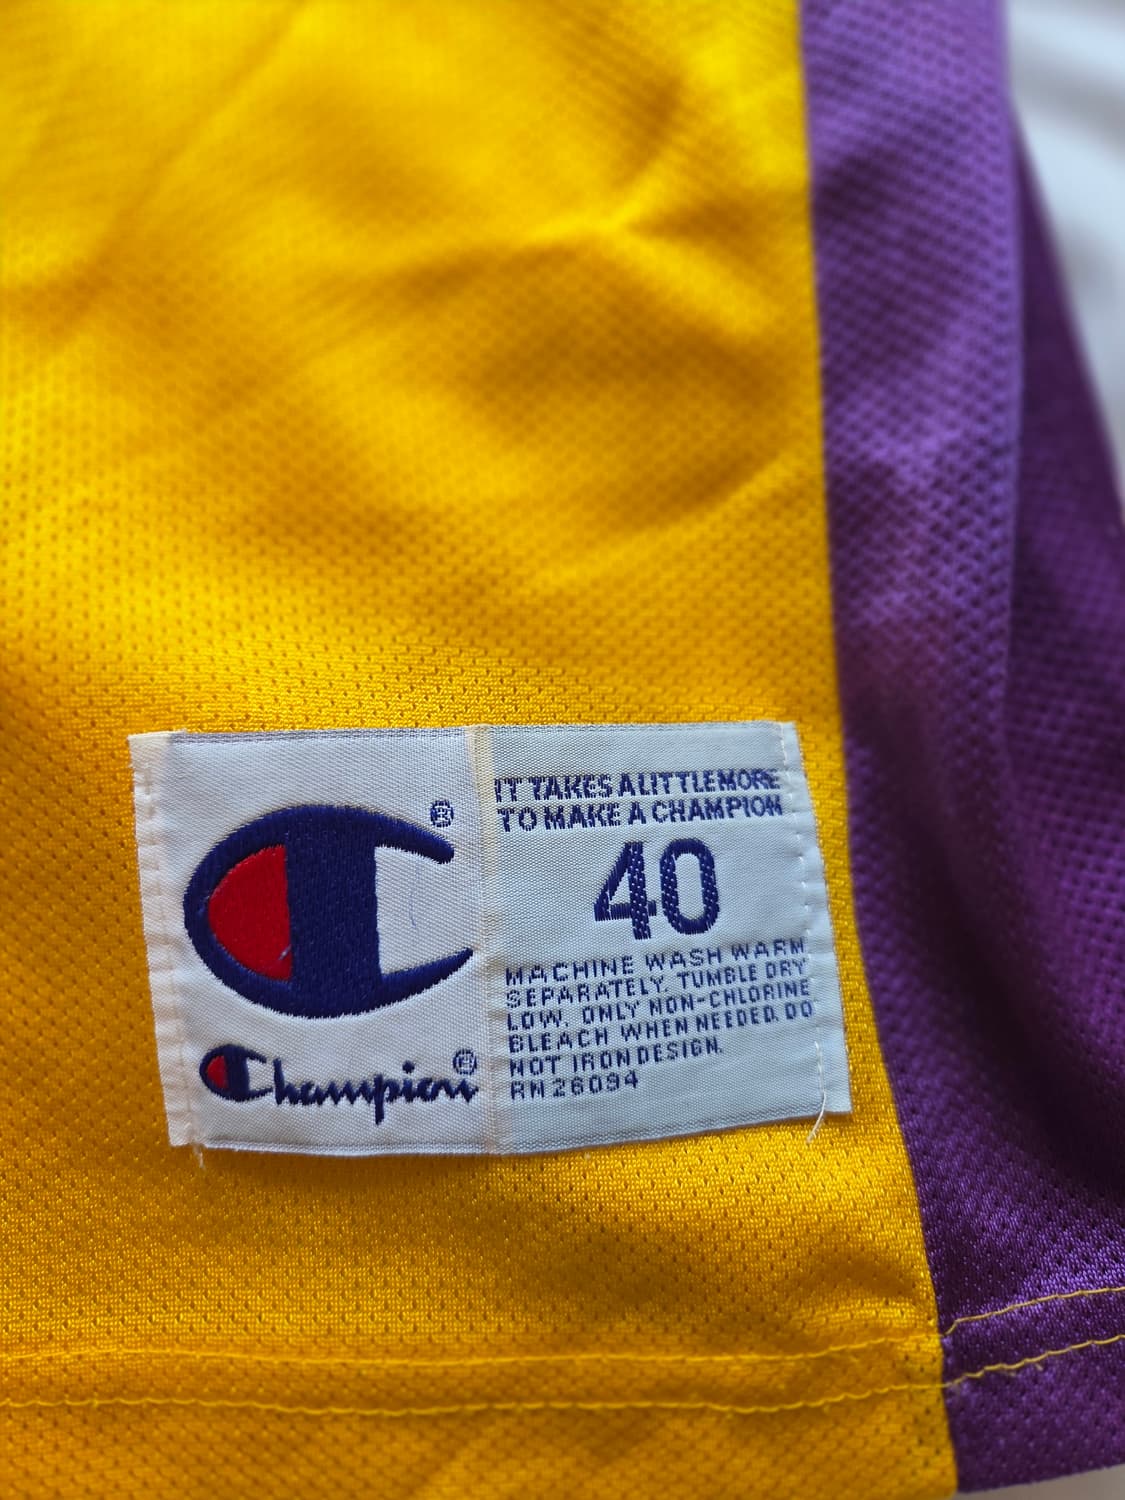 ®
Champion®
IT TAKES A LITTLE MORE
TO MAKE A CHAMPION
40
MACHINE WASH WARM
SEPARATELY. TUMBLE DRY
LOW. ONLY NON-CHLORINE
BLEACH WHEN NEEDED. DO
NOT IRON DESIGN.
RN 26094